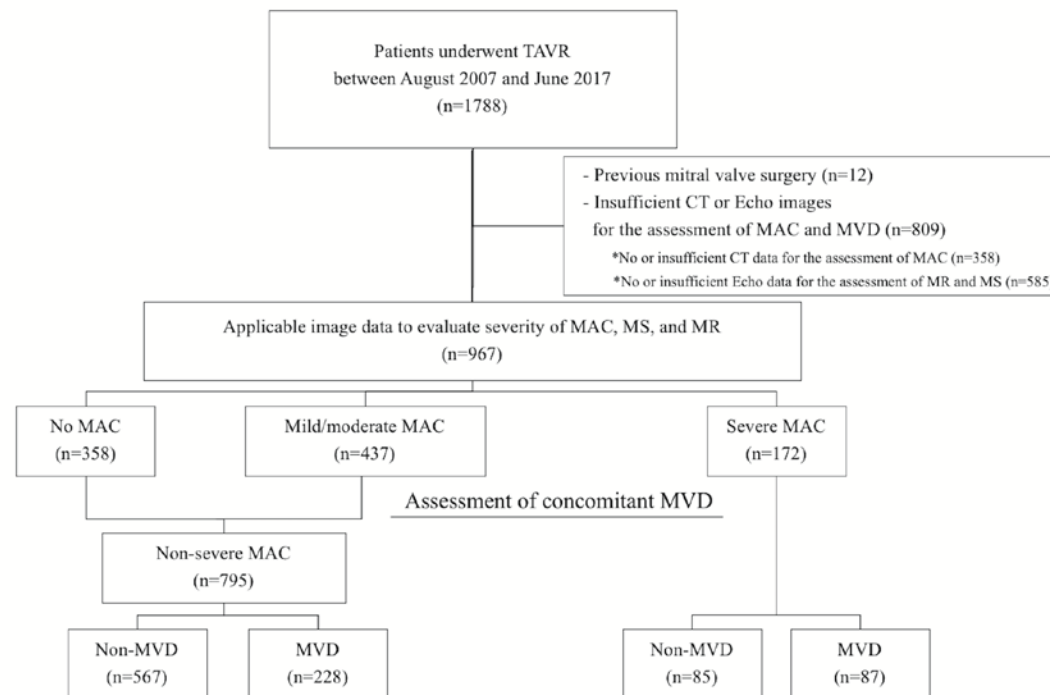 Patients underwent TAVR
between August 2007 and June 2017
(n=1788)
- Previous mitral valve surgery (n=12)
- Insufficient CT or Echo images
for the assessment of MAC and MVD (n=809)
*No or insufficient CT data for the assessment of MAC (n=358)
*No or insufficient Echo data for the assessment of MR and MS (n=585
Applicable image data to evaluate severity of MAC, MS, and MR
(n=967)
No MAC
(n=358)
Mild/moderate MAC
(n=437)
Severe MAC
(n=172)
Assessment of concomitant MVD
Non-severe MAC
(n=795)
Non-MVD
(n=567)
MVD
(n=228)
Non-MVD
(n=85)
MVD
(n=87)